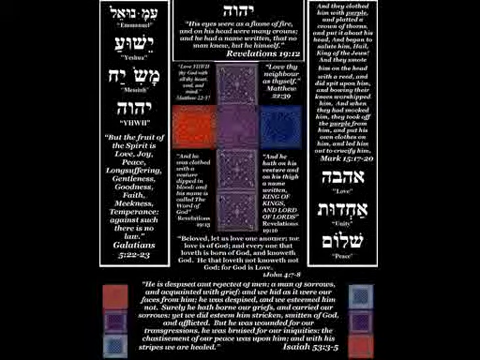 עמנואל
"Emmanuel"
ישוע
"Yeshua"
משיח
"Messiah"
יהוה
"YHWH"
"But the fruit of
the Spirit is
Love, Joy,
Peace,
Longsuffering,
Gentleness,
Goodness,
Faith,
Meekness,
Temperance:
against such
there is no
law."
Galatians
5:22-23
יהוה
"His eyes were as a flame of fire,
and on his head were many crowns;
and he had a name written, that no
man knew, but he himself."
Revelations 19:12
"Love YHWH
thy God with
all thy heart,
soul, and
mind."
Matthew 22:37
"Love thy
neighbour
as thyself."
Matthew
22:39
"And he
was clothed
with a
vesture
dipped in
blood: and
his name is
called The
Word of
God"
Revelations
19:13
"And he
hath on his
vesture and
on his thigh
a name
written,
KING OF
KINGS,
AND LORD
OF LORDS"
Revelations
19:16
"Beloved, let us love one another: for
love is of God; and every one that
loveth is born of God, and knoweth
God. He that loveth not knoweth not
God; for God is Love.
1John 4:7-8
And they clothed
him with purple,
and platted
a crown of
thorns, and
put it about his
head, And began to
salute him, Hail,
King of the Jews!
And they smote
him on the head
with a reed, and
did spit upon him,
and bowing their
knees worshipped
him. And when
they had mocked
him, they took off
the purple from
him, and put his
own clothes on
him, and led him
out to crucify him.
Mark 15:17-20
אהבה
"Love"
אחדות
"Unity"
שלום
"Peace"
"He is despised and rejected of men; a man of sorrows,
and acquainted with grief: and we hid as it were our
faces from him; he was despised, and we esteemed him
not. Surely he hath borne our griefs, and carried our
sorrows: yet we did esteem him stricken, smitten of God,
and afflicted. But he was wounded for our
transgressions, he was bruised for our iniquities: the
chastisement of our peace was upon him; and with his
stripes we are healed." Isaiah 53:3-5